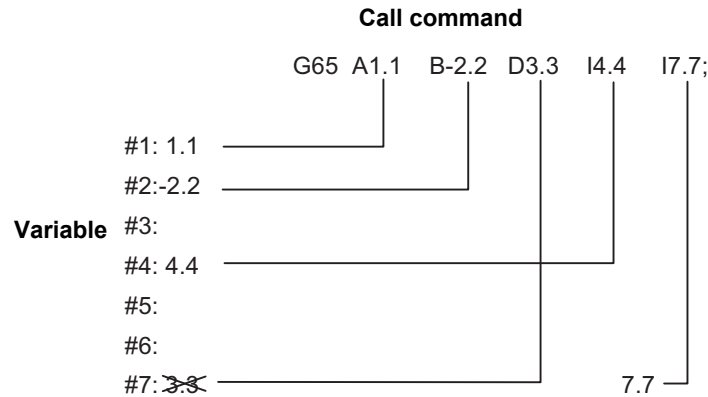 Call command
G65 A1.1 B-2.2 D3.3 I4.4 I7.7;
#1: 1.1
#2:-2.2
Variable #3:
#4: 4.4
#5:
#6:
#7: 3.3 7.7